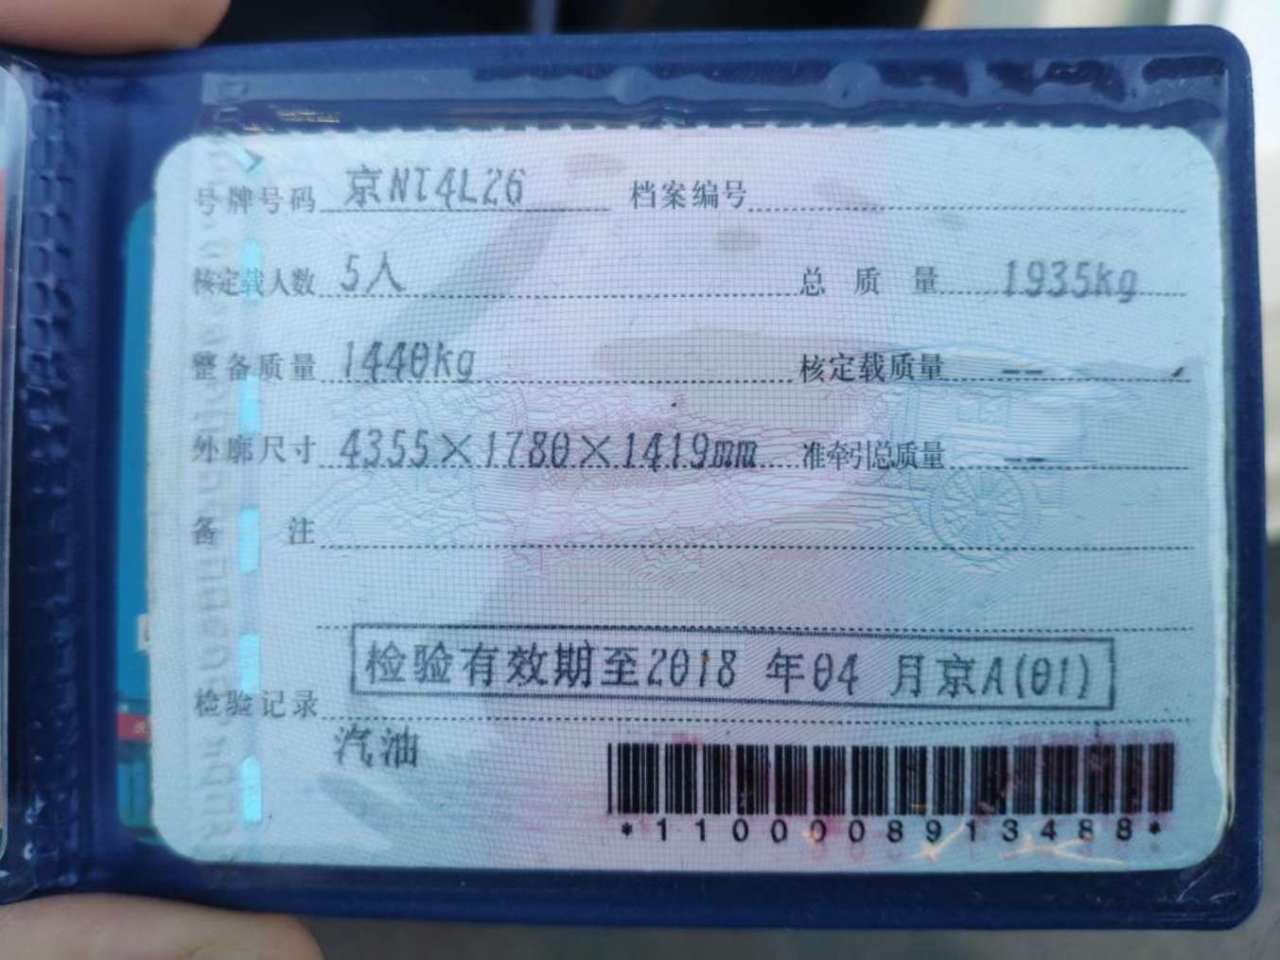 号牌号码 京NT4L26 档案编号
核定载人数 5人 总质量 1935kg
整备质量 1440kg 核定载质量 --
外廓尺寸 4355×1780×1419mm 准牵引总质量 --
备注
检验有效期至2018 年04 月京A(01)
检验记录
汽油
*1100008913488*